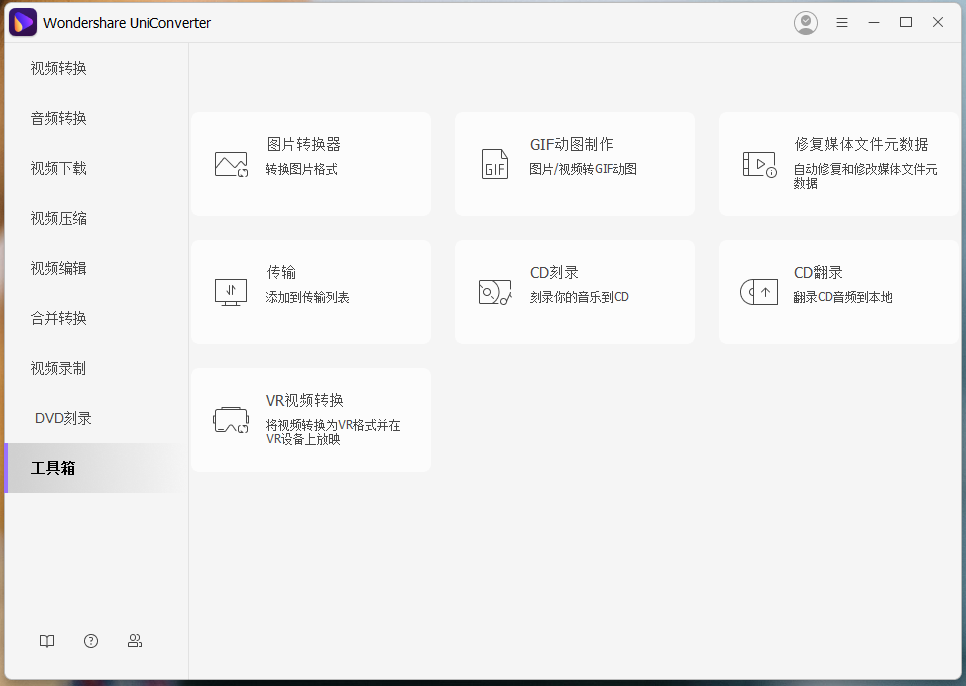 Wondershare UniConverter
视频转换
音频转换
视频下载
视频压缩
视频编辑
合并转换
视频录制
DVD刻录
工具箱
图片转换器
转换图片格式
GIF动图制作
GIF
图片/视频转GIF动图
修复媒体文件元数据
自动修复和修改媒体文件元
数据
传输
添加到传输列表
CD刻录
刻录你的音乐到CD
CD翻录
翻录CD音频到本地
VR视频转换
将视频转换为VR格式并在
VR设备上放映